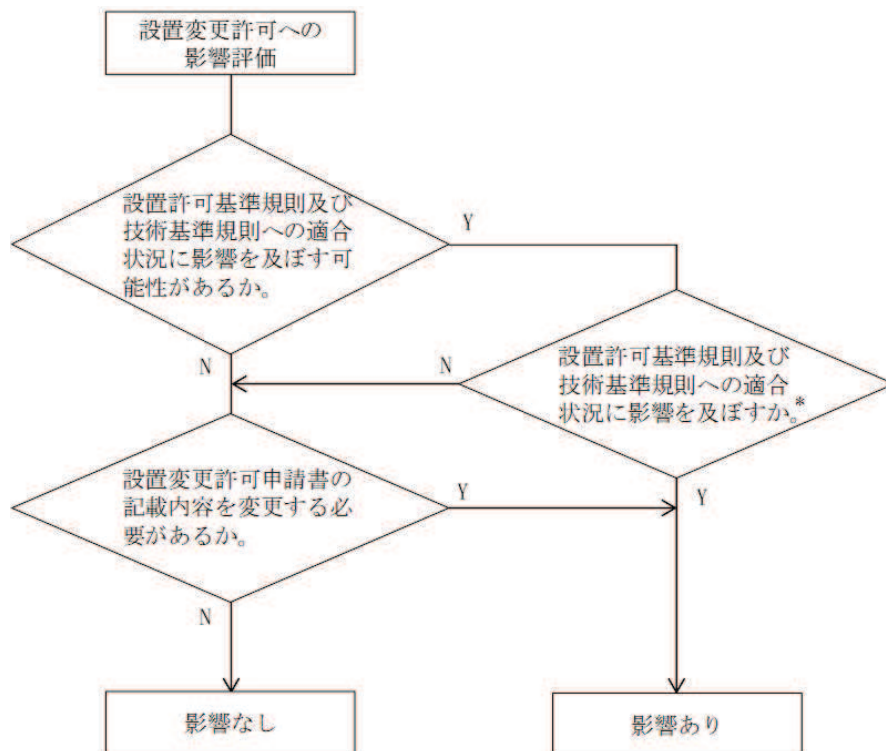 設置変更許可への
影響評価
設置許可基準規則及び
技術基準規則への適合
状況に影響を及ぼす可
能性があるか。
Y
N
設置許可基準規則及び
技術基準規則への適合
状況に影響を及ぼすか。*
N
Y
設置変更許可申請書の
記載内容を変更する必
要があるか。
Y
N
影響なし
影響あり